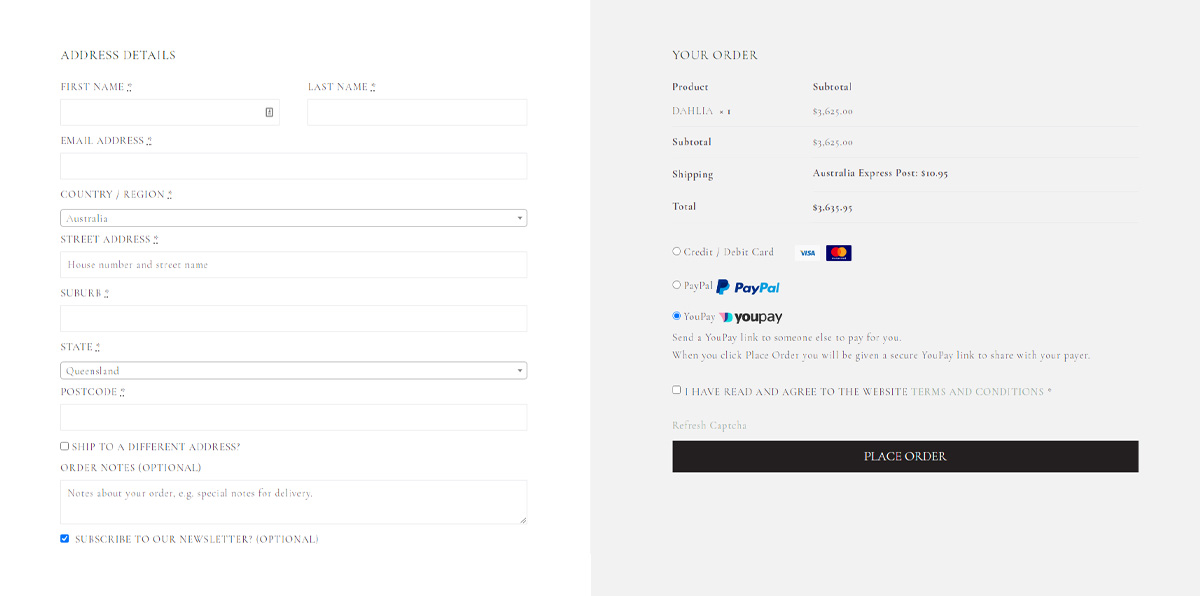 ADDRESS DETAILS
FIRST NAME *
LAST NAME *
EMAIL ADDRESS *
COUNTRY / REGION *
Australia
STREET ADDRESS *
House number and street name
SUBURB *
STATE *
Queensland
POSTCODE *
SHIP TO A DIFFERENT ADDRESS?
ORDER NOTES (OPTIONAL)
Notes about your order, e.g. special notes for delivery.
SUBSCRIBE TO OUR NEWSLETTER? (OPTIONAL)
YOUR ORDER
Product Subtotal
DAHLIA × 1 $3,625.00
Subtotal $3,625.00
Shipping Australia Express Post: $10.95
Total $3,635.95
Credit / Debit Card VISA
PayPal PayPal
YouPay youpay
Send a YouPay link to someone else to pay for you.
When you click Place Order you will be given a secure YouPay link to share with your payer.
I HAVE READ AND AGREE TO THE WEBSITE TERMS AND CONDITIONS *
Refresh Captcha
PLACE ORDER